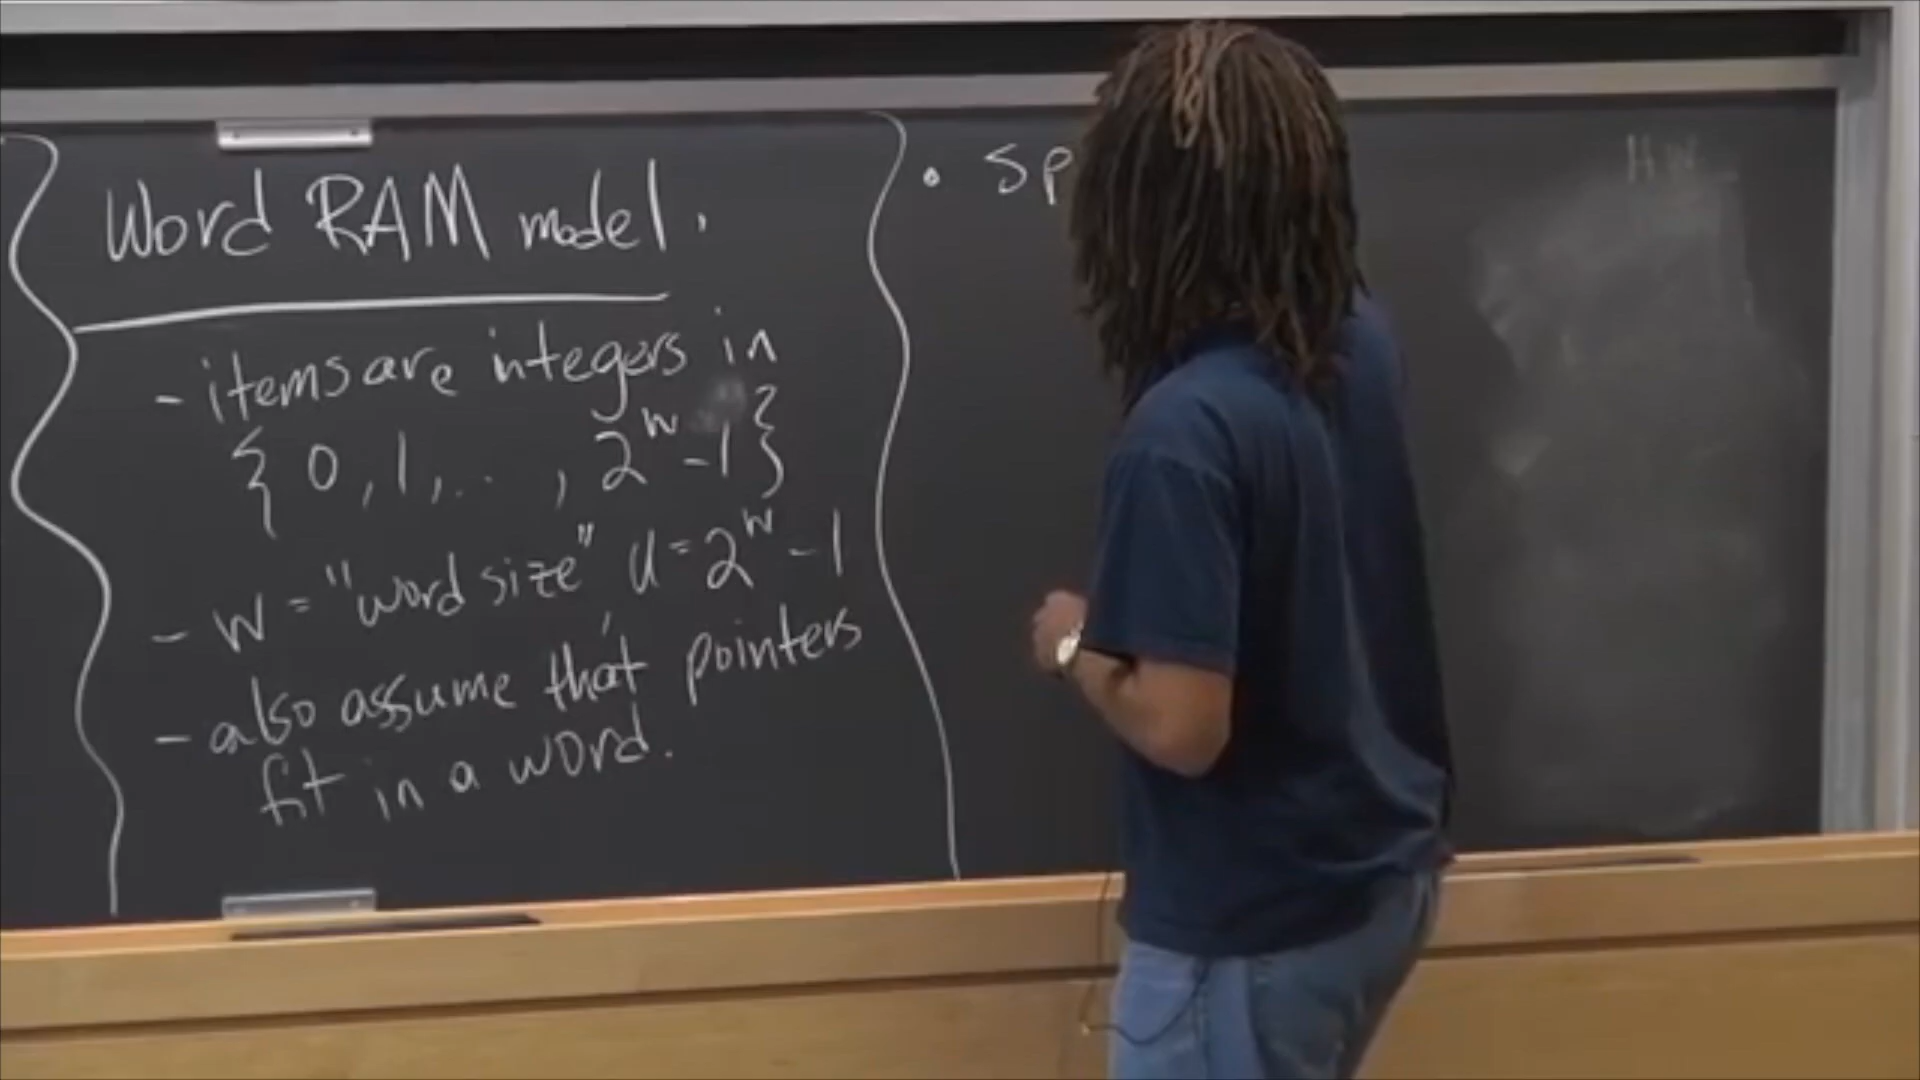 Word RAM model.
- items are integers in
{ 0, 1, ... , 2^w - 1 }
- w = "word size", U = 2^w - 1
- also assume that pointers
fit in a word.
• sp